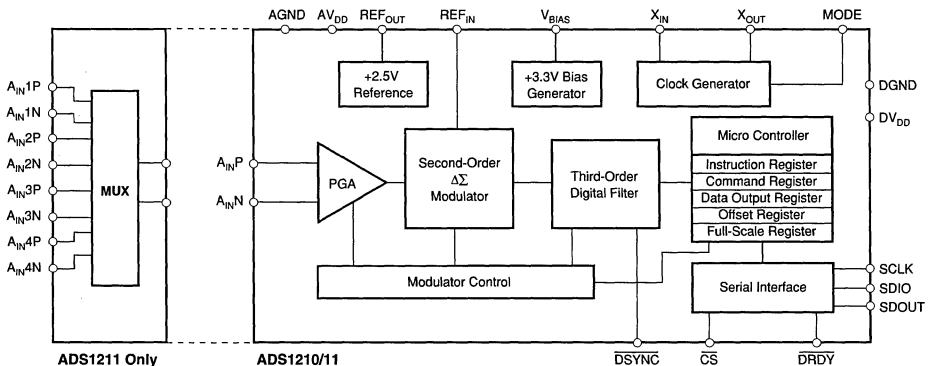 AGND AVDD REFOUT REFIN VBIAS XIN XOUT MODE
+2.5V
Reference
+3.3V Bias
Generator
Clock Generator
DGND
DVDD
AIN1P
AIN1N
AIN2P
AIN2N
AIN3P
AIN3N
AIN4P
AIN4N
MUX
AINP
AINN
PGA
Second-Order
ΔΣ
Modulator
Third-Order
Digital Filter
Micro Controller
Instruction Register
Command Register
Data Output Register
Offset Register
Full-Scale Register
Modulator Control
Serial Interface
SCLK
SDIO
SDOUT
ADS1211 Only
ADS1210/11
DSYNC CS DRDY